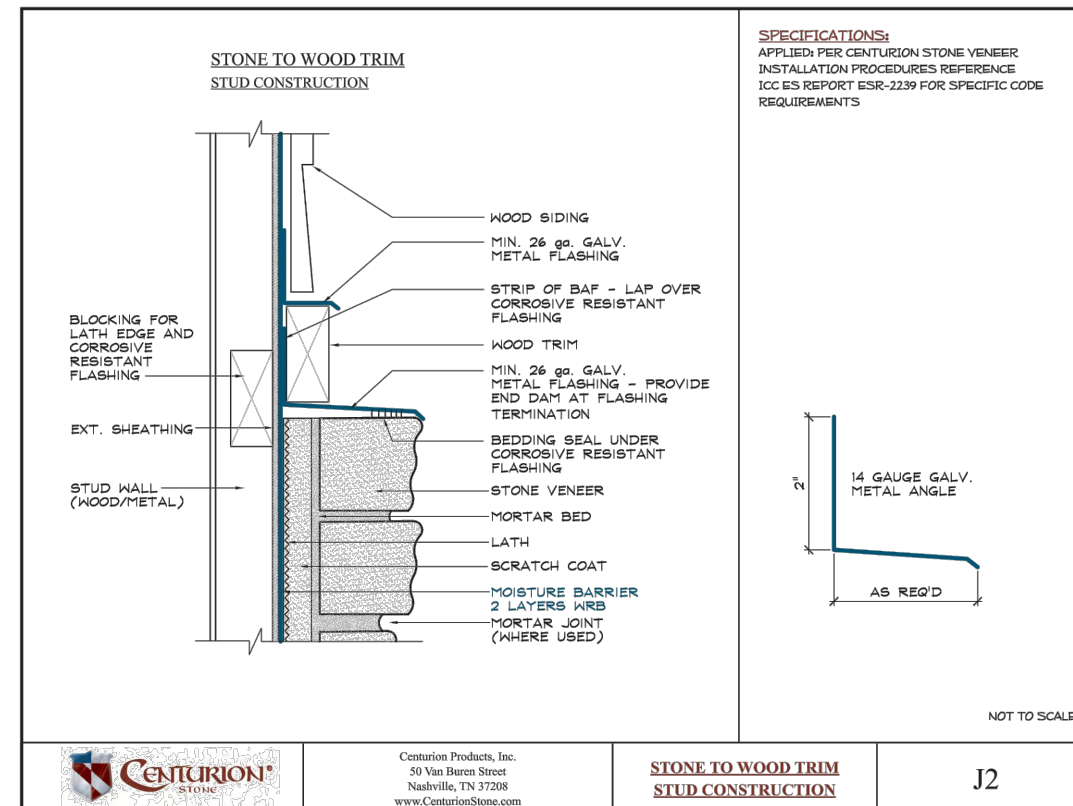 STONE TO WOOD TRIM
STUD CONSTRUCTION
WOOD SIDING
MIN. 26 ga. GALV.
METAL FLASHING
STRIP OF BAF - LAP OVER
CORROSIVE RESISTANT
FLASHING
WOOD TRIM
MIN. 26 ga. GALV.
METAL FLASHING - PROVIDE
END DAM AT FLASHING
TERMINATION
BEDDING SEAL UNDER
CORROSIVE RESISTANT
FLASHING
STONE VENEER
MORTAR BED
LATH
SCRATCH COAT
MOISTURE BARRIER
2 LAYERS WRB
MORTAR JOINT
(WHERE USED)
BLOCKING FOR
LATH EDGE AND
CORROSIVE
RESISTANT
FLASHING
EXT. SHEATHING
STUD WALL
(WOOD/METAL)
SPECIFICATIONS:
APPLIED: PER CENTURION STONE VENEER
INSTALLATION PROCEDURES REFERENCE
ICC ES REPORT ESR-2239 FOR SPECIFIC CODE
REQUIREMENTS
2"
14 GAUGE GALV.
METAL ANGLE
AS REQ'D
NOT TO SCALE
CENTURION®
STONE
Centurion Products, Inc.
50 Van Buren Street
Nashville, TN 37208
www.CenturionStone.com
STONE TO WOOD TRIM
STUD CONSTRUCTION
J2